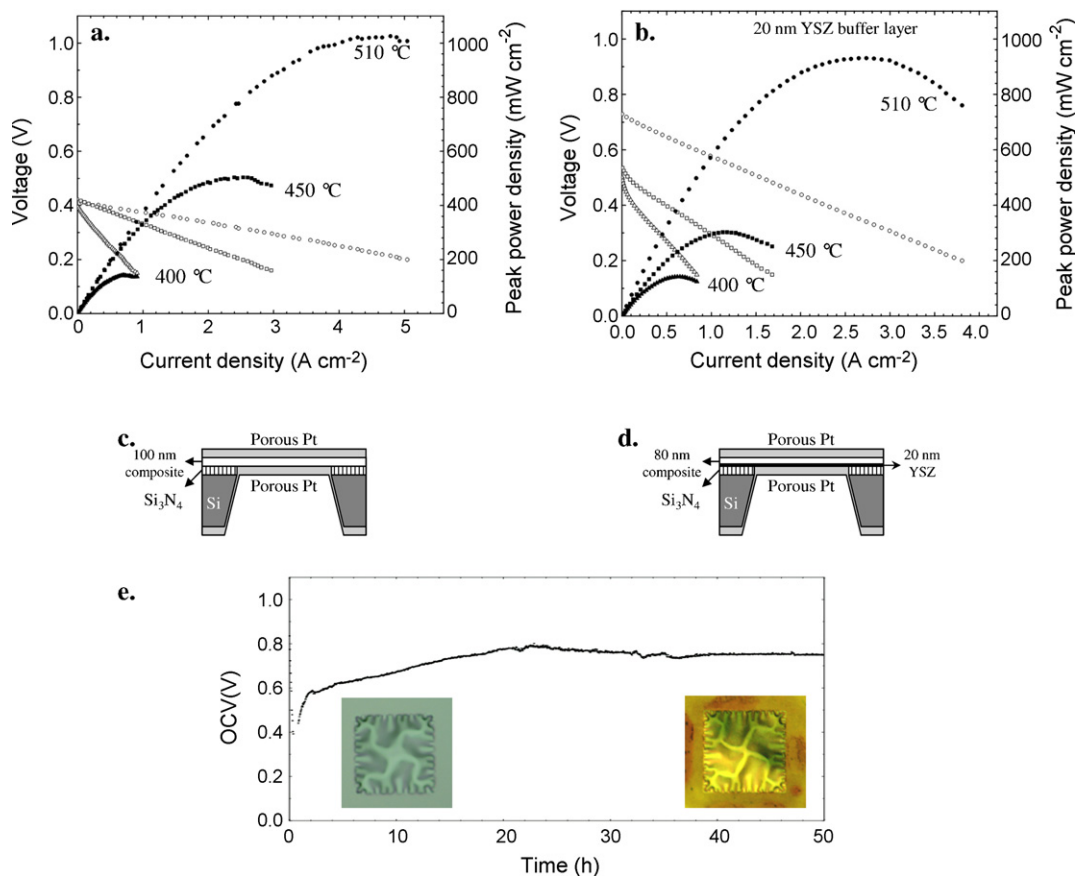 a.
510 ℃
450 ℃
400 ℃
Voltage (V)
1.0
0.8
0.6
0.4
0.2
0.0
0 1 2 3 4 5
Current density (A cm-2)
1000
800
600
400
200
0
Peak power density (mW cm-2)
b.
20 nm YSZ buffer layer
510 ℃
450 ℃
400 ℃
Voltage (V)
1.0
0.8
0.6
0.4
0.2
0.0
0.0 0.5 1.0 1.5 2.0 2.5 3.0 3.5 4.0
Current density (A cm-2)
1000
800
600
400
200
0
Peak power density (mW cm-2)
c.
Porous Pt
100 nm
composite
Si3N4
Si
Porous Pt
d.
Porous Pt
80 nm
composite
Si3N4
Si
Porous Pt
20 nm
YSZ
e.
OCV(V)
1.0
0.8
0.6
0.4
0.2
0.0
0 10 20 30 40 50
Time (h)